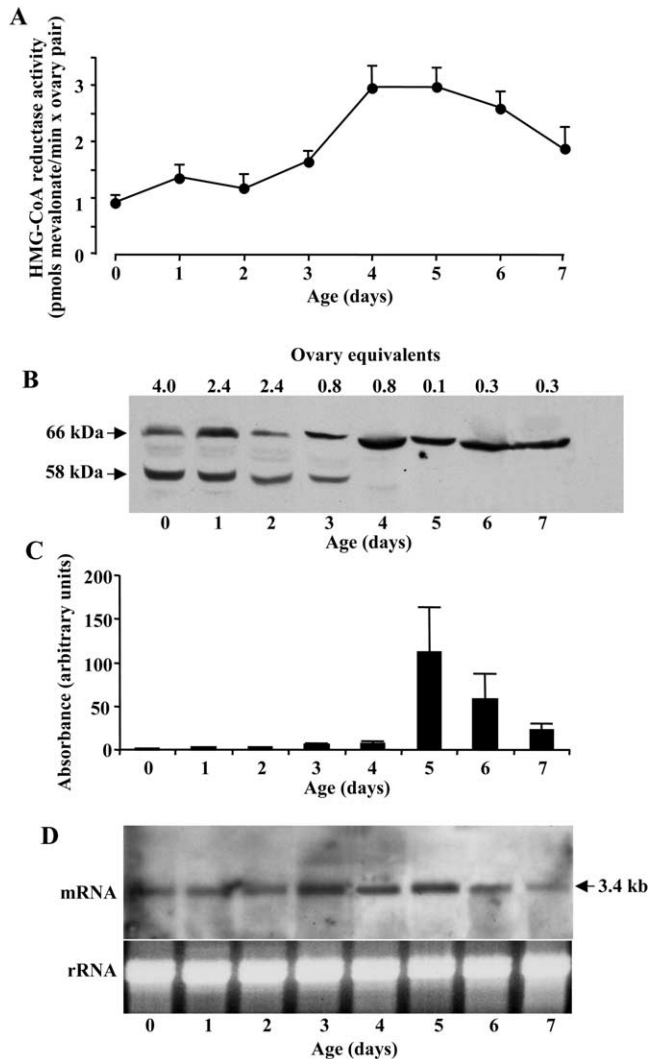 A
HMG-CoA reductase activity
(pmols mevalonate/min x ovary pair)
3
2
1
0
0 1 2 3 4 5 6 7
Age (days)
Ovary equivalents
B
4.0 2.4 2.4 0.8 0.8 0.1 0.3 0.3
66 kDa
58 kDa
0 1 2 3 4 5 6 7
Age (days)
C
Absorbance (arbitrary units)
200
150
100
50
0
0 1 2 3 4 5 6 7
Age (days)
D
mRNA
3.4 kb
rRNA
0 1 2 3 4 5 6 7
Age (days)